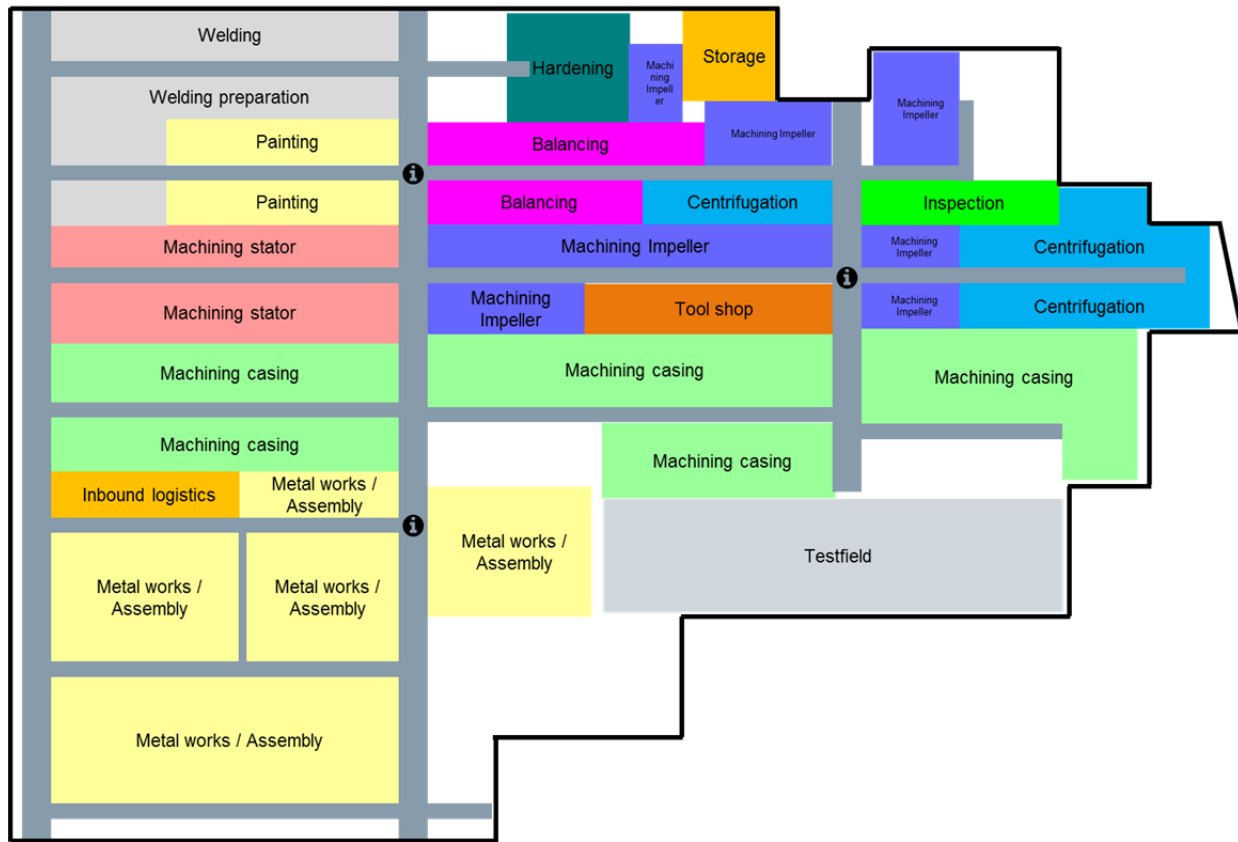 Welding
Hardening
Machi
ning
Impell
er
Storage
Machining
Impeller
Welding preparation
Painting
Balancing
Machining Impeller
i
Painting
Balancing
Centrifugation
Inspection
Machining stator
Machining Impeller
Machining
Impeller
Centrifugation
i
Machining stator
Machining
Impeller
Tool shop
Machining
Impeller
Centrifugation
Machining casing
Machining casing
Machining casing
Machining casing
Machining casing
Inbound logistics
Metal works /
Assembly
i
Metal works /
Assembly
Metal works /
Assembly
Metal works /
Assembly
Testfield
Metal works / Assembly